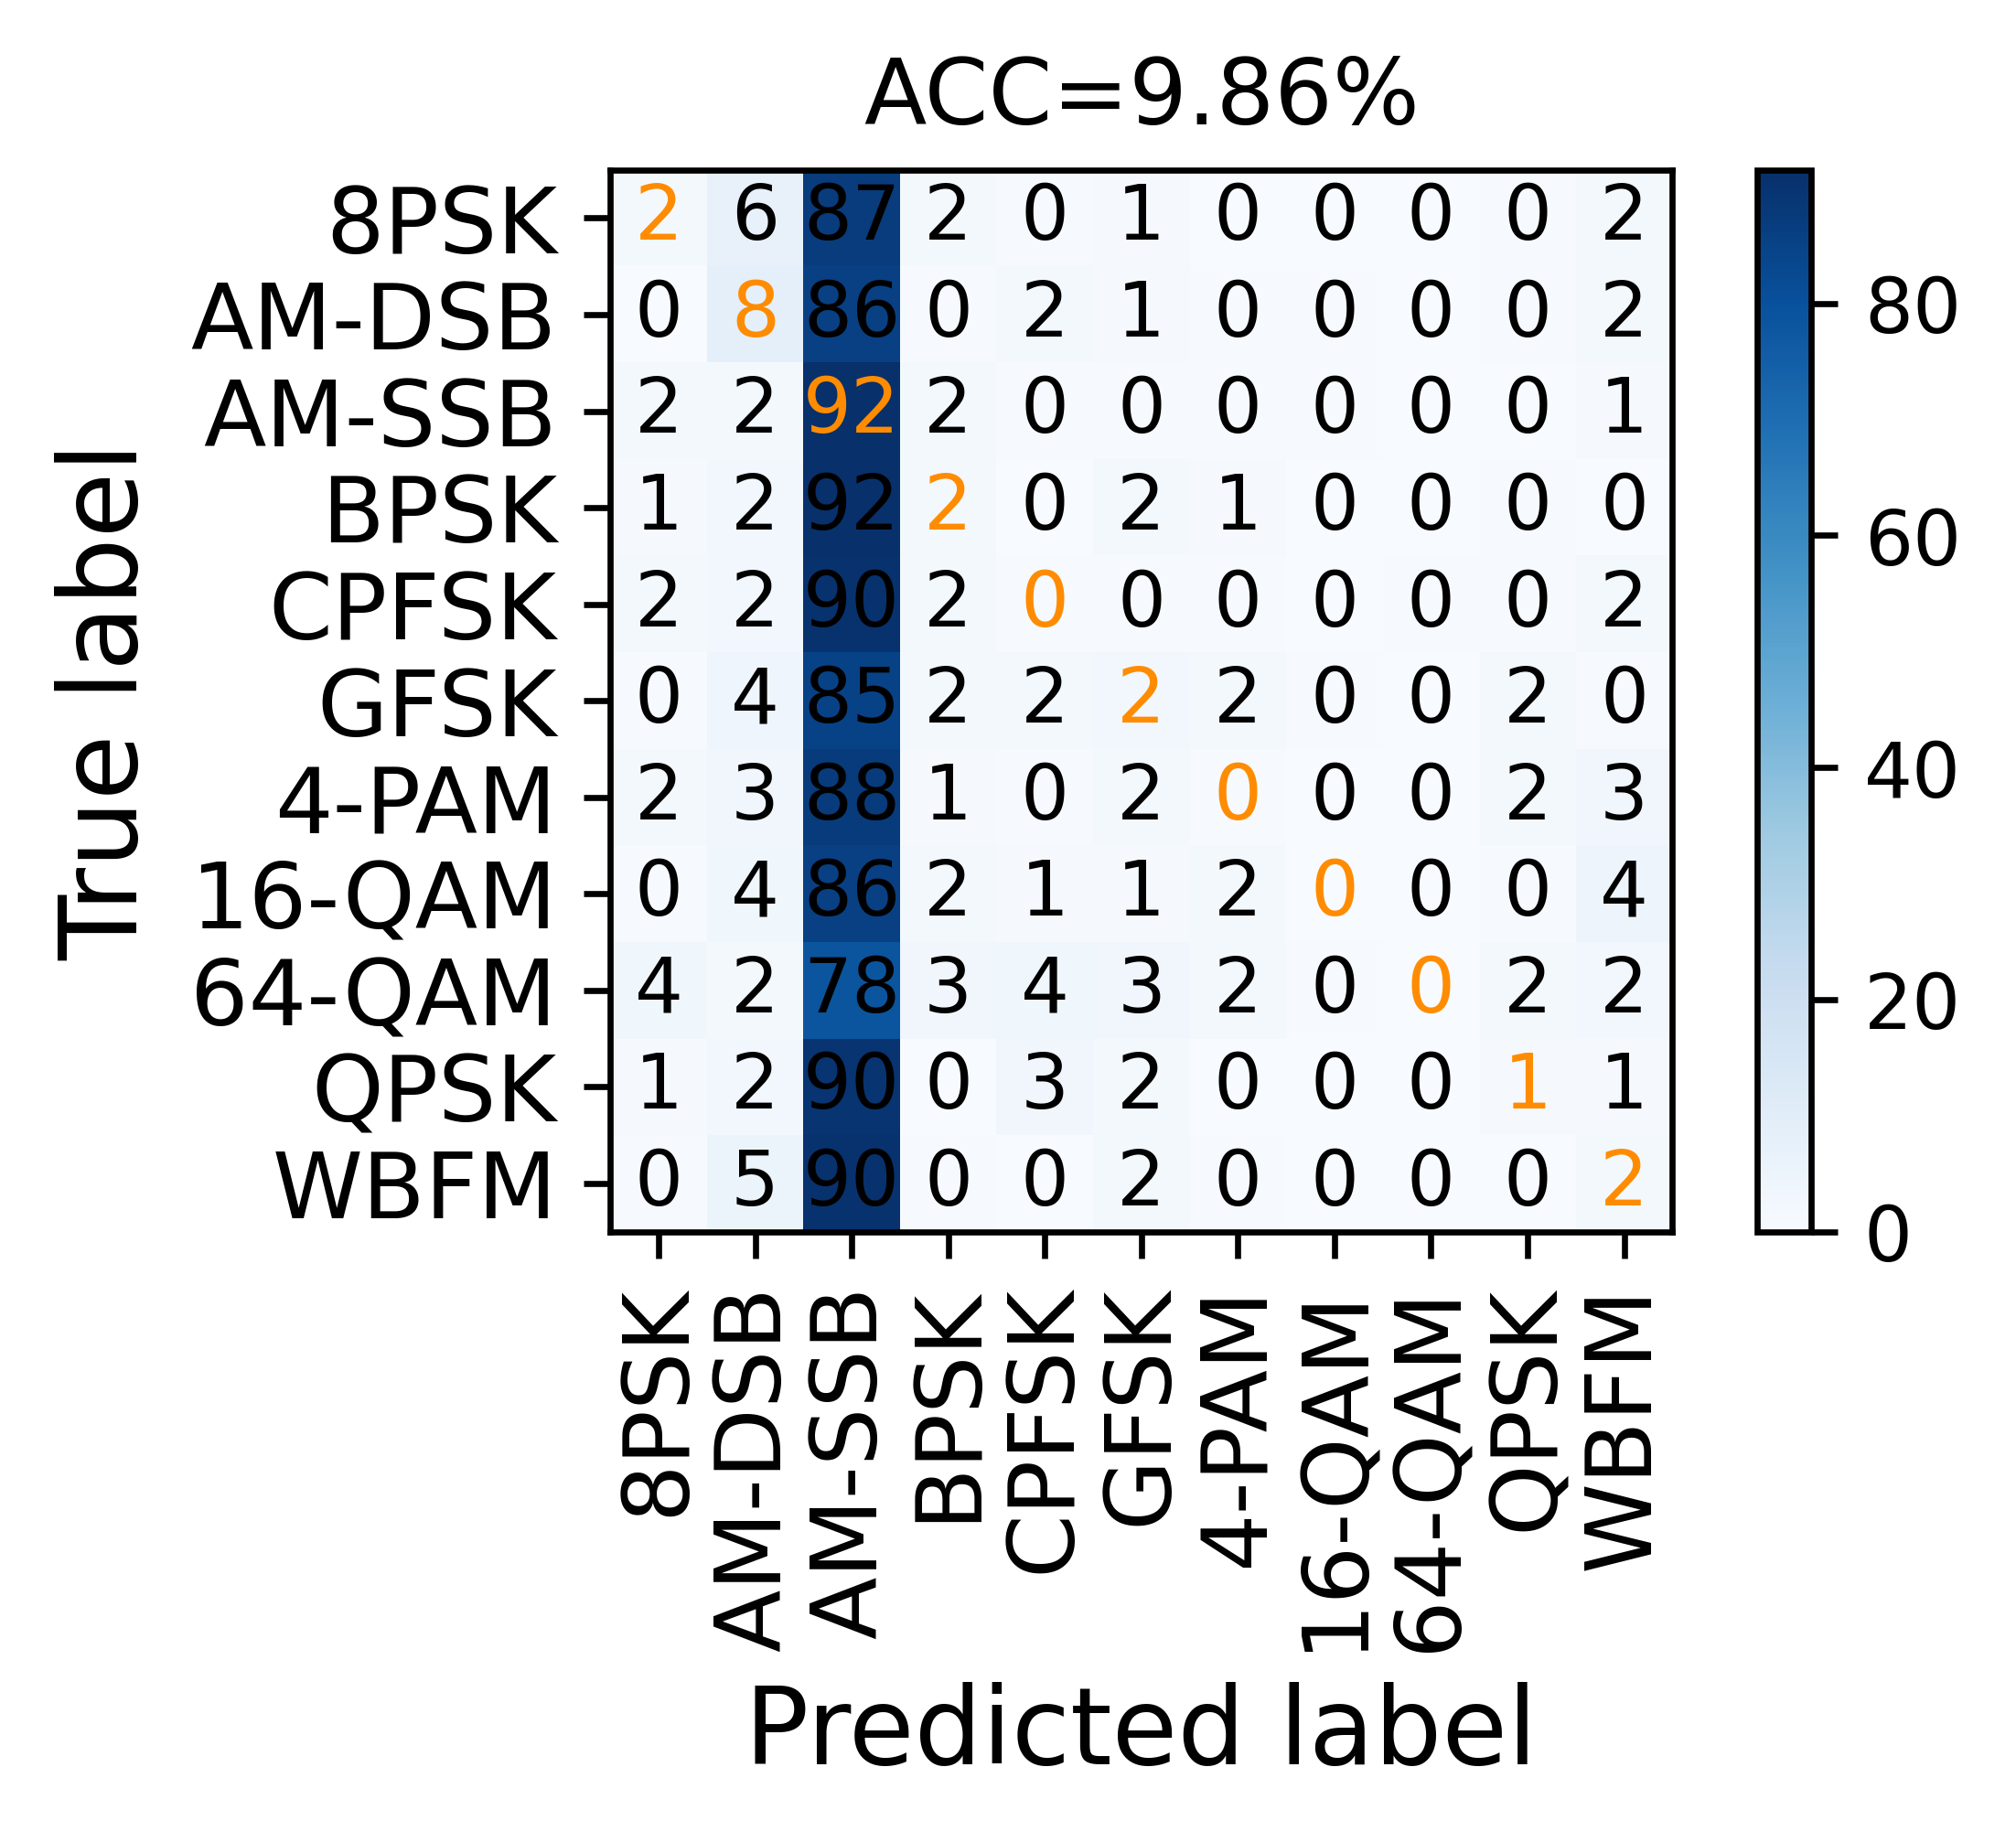 ACC=9.86%
8PSK 2 6 87 2 0 1 0 0 0 0 2
AM-DSB 0 8 86 0 2 1 0 0 0 0 2
AM-SSB 2 2 92 2 0 0 0 0 0 0 1
BPSK 1 2 92 2 0 2 1 0 0 0 0
CPFSK 2 2 90 2 0 0 0 0 0 0 2
GFSK 0 4 85 2 2 2 2 0 0 2 0
4-PAM 2 3 88 1 0 2 0 0 0 2 3
16-QAM 0 4 86 2 1 1 2 0 0 0 4
64-QAM 4 2 78 3 4 3 2 0 0 2 2
QPSK 1 2 90 0 3 2 0 0 0 1 1
WBFM 0 5 90 0 0 2 0 0 0 0 2
True label
8PSK AM-DSB AM-SSB BPSK CPFSK GFSK 4-PAM 16-QAM 64-QAM QPSK WBFM
Predicted label
80
60
40
20
0